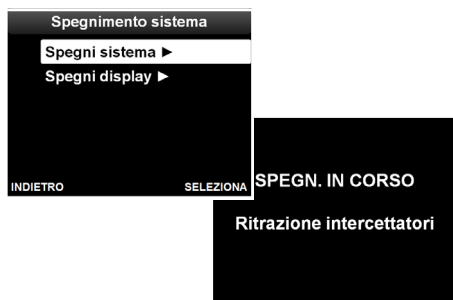 Spegnimento sistema
Spegni sistema ►
Spegni display ►
INDIETRO SELEZIONA
SPEGN. IN CORSO
Ritrazione intercettatori